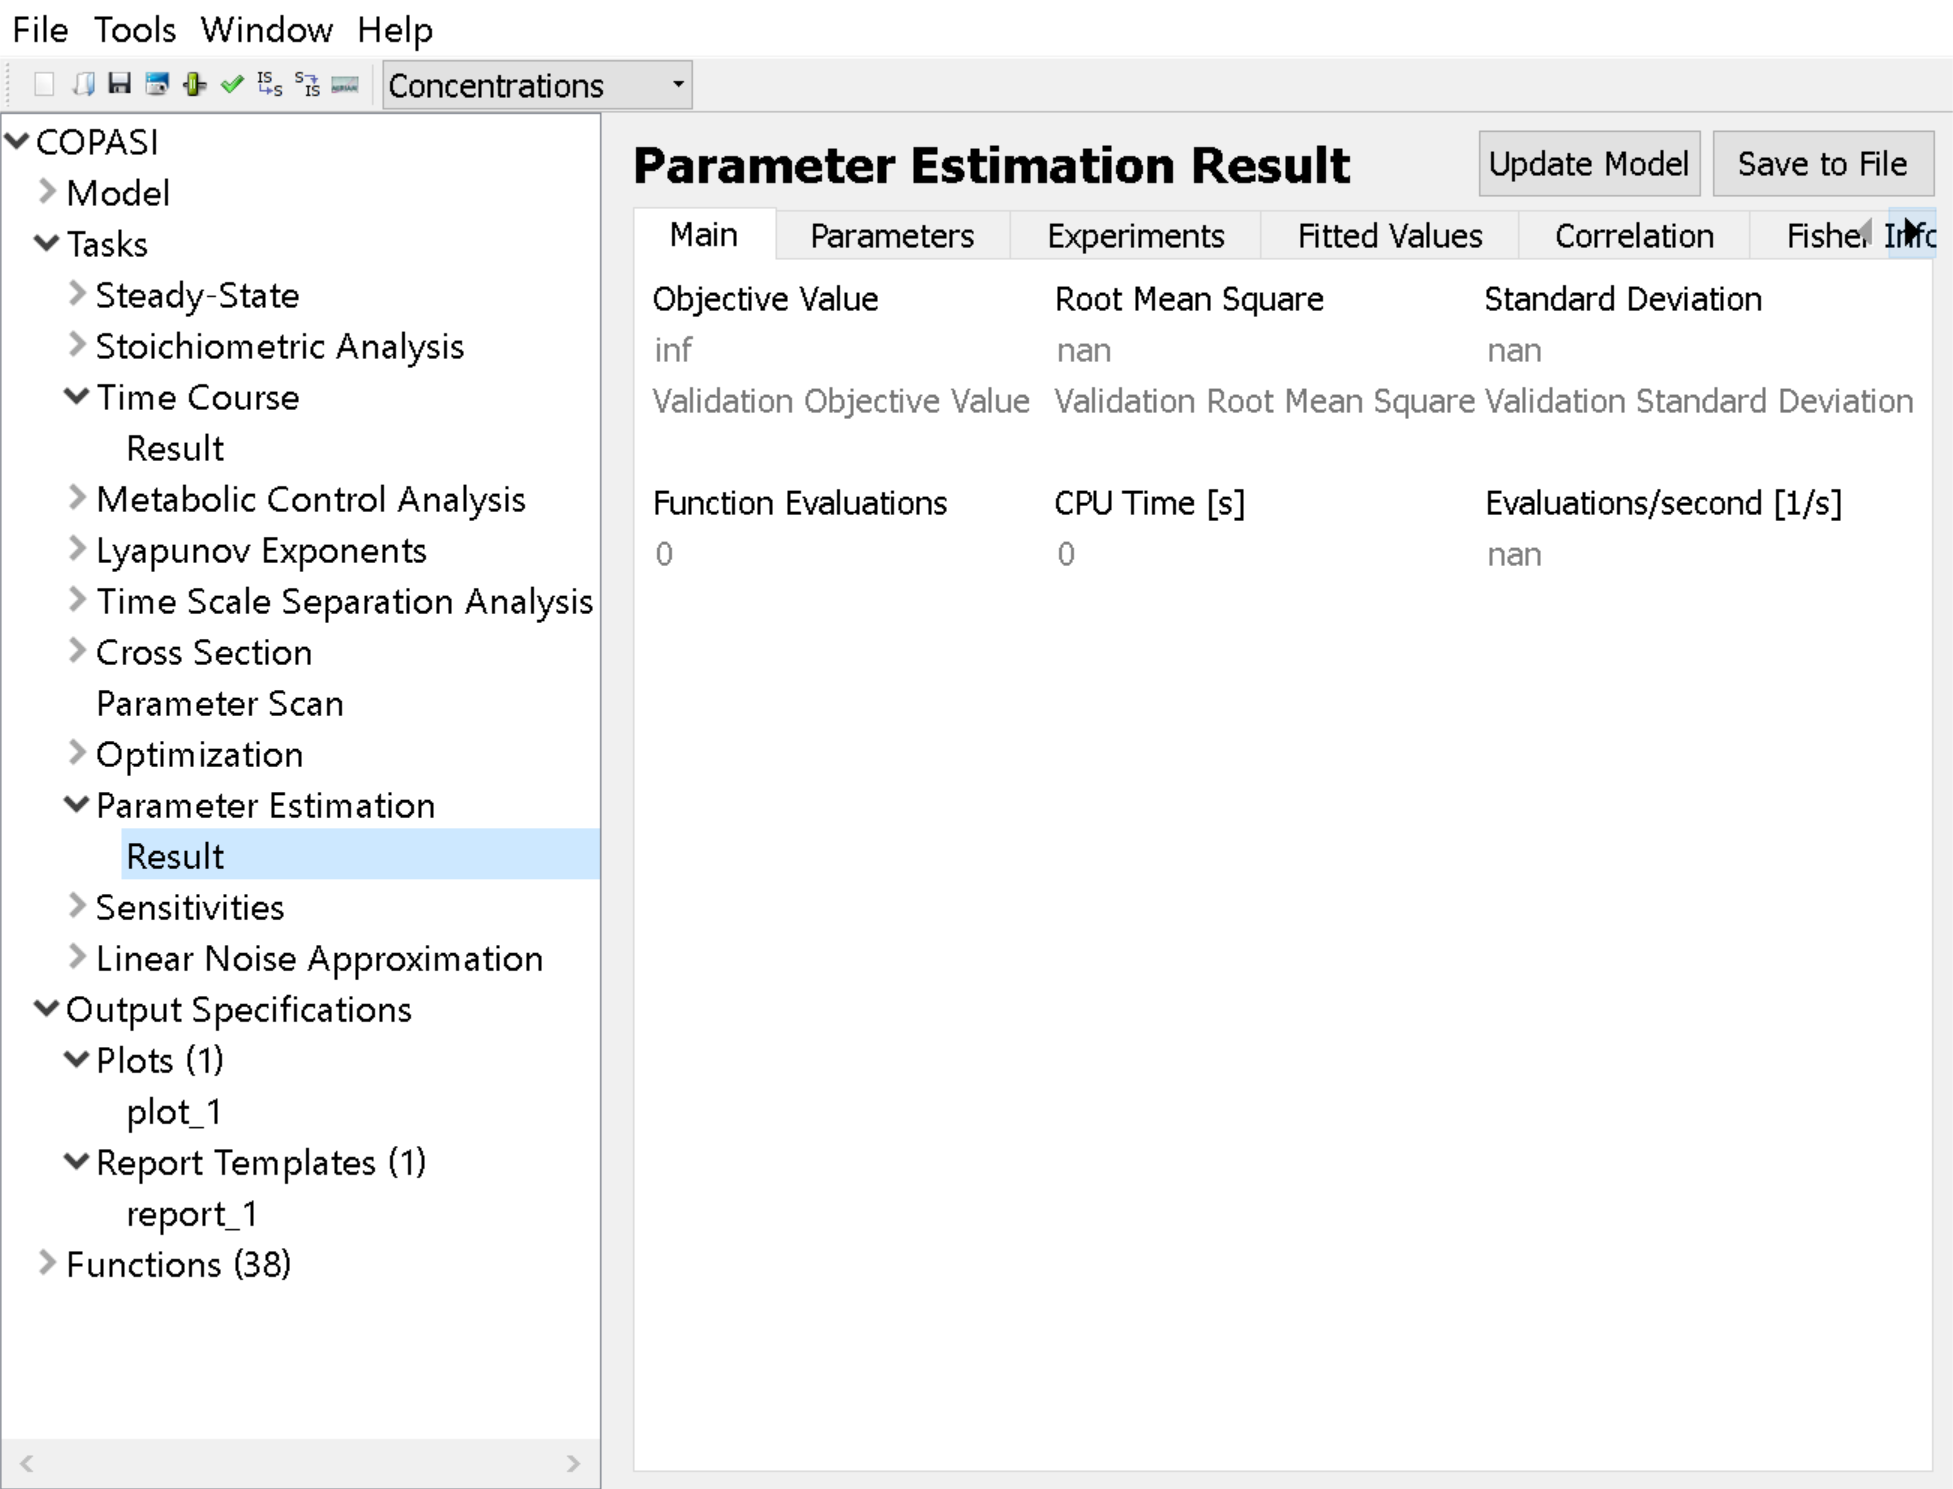 File Tools Window Help
IS S S IS Concentrations
COPASI
Model
Tasks
Steady-State
Stoichiometric Analysis
Time Course
Result
Metabolic Control Analysis
Lyapunov Exponents
Time Scale Separation Analysis
Cross Section
Parameter Scan
Optimization
Parameter Estimation
Result
Sensitivities
Linear Noise Approximation
Output Specifications
Plots (1)
plot_1
Report Templates (1)
report_1
Functions (38)
Parameter Estimation Result Update Model Save to File
Main Parameters Experiments Fitted Values Correlation Fisher Info
Objective Value Root Mean Square Standard Deviation
inf nan nan
Validation Objective Value Validation Root Mean Square Validation Standard Deviation
Function Evaluations CPU Time [s] Evaluations/second [1/s]
0 0 nan